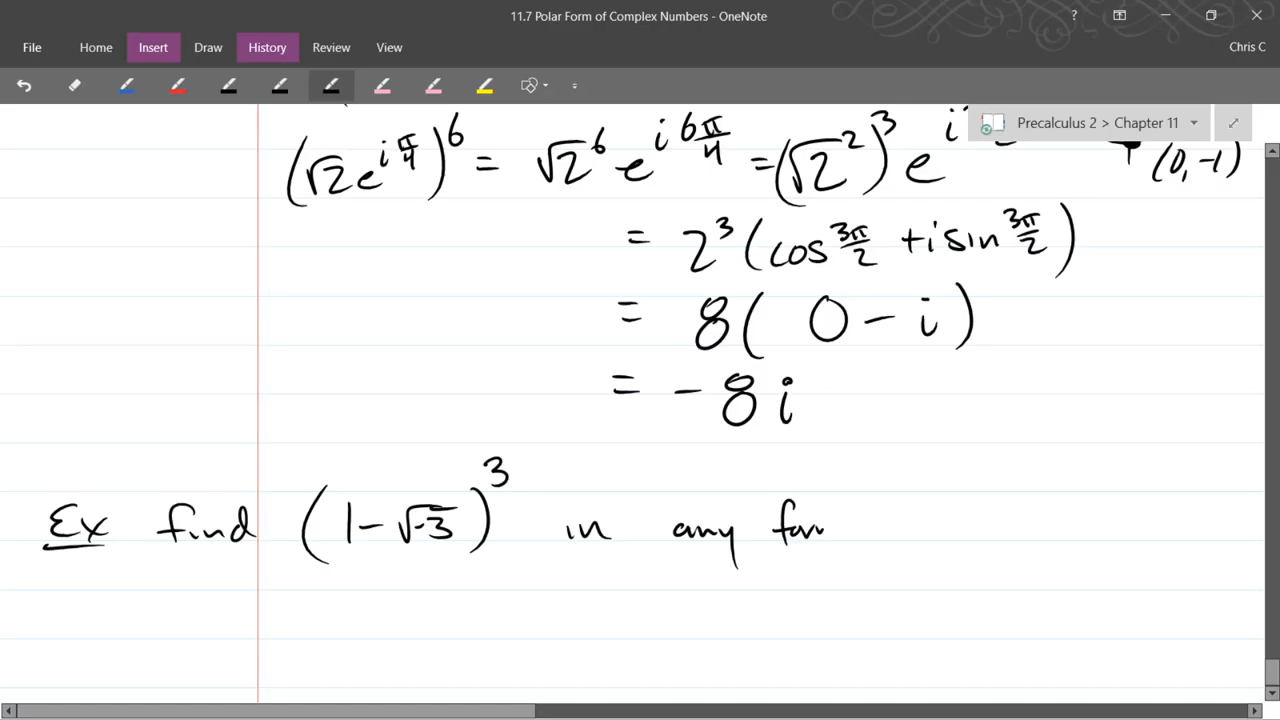 11.7 Polar Form of Complex Numbers - OneNote
?
File Home Insert Draw History Review View Chris C
Precalculus 2 > Chapter 11
(√2e^{iπ/4})^6 = √2^6 e^{i6π/4} = (√2^2)^3 e^i (0,-1)
= 2^3 (cos 3π/2 + i sin 3π/2)
= 8( 0 - i )
= -8i
Ex find (1-√-3)^3 in any for